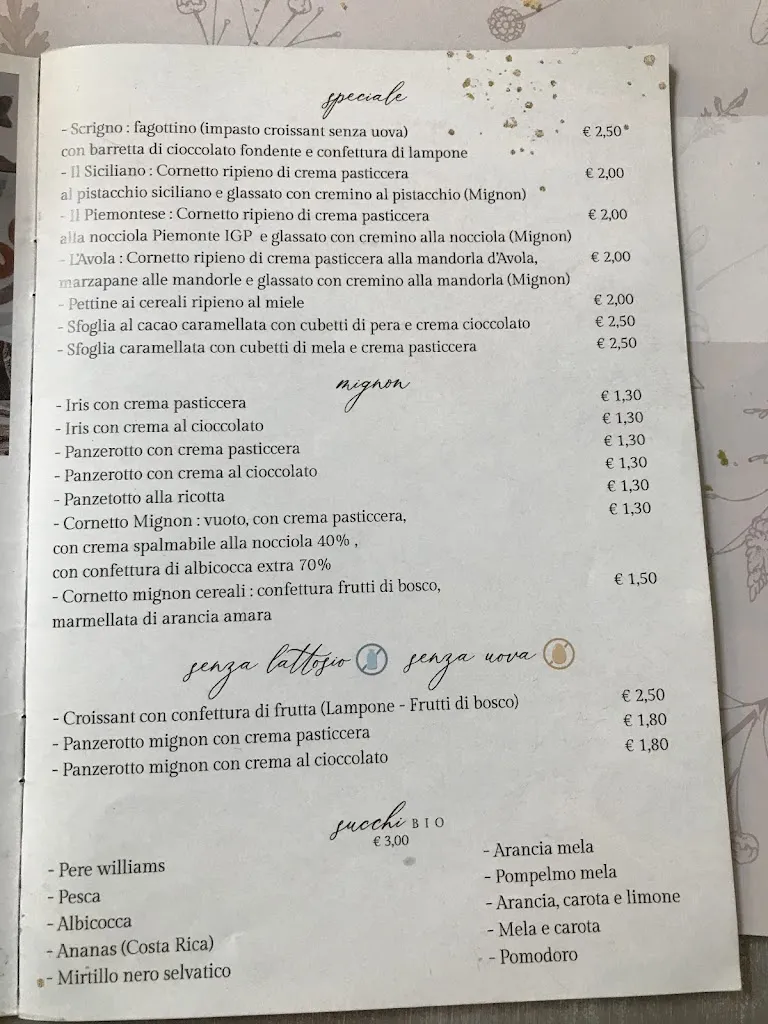 speciale
- Scrigno : fagottino (impasto croissant senza uova) € 2,50
con barretta di cioccolato fondente e confettura di lampone
- Il Siciliano : Cornetto ripieno di crema pasticcera € 2,00
al pistacchio siciliano e glassato con cremino al pistacchio (Mignon)
- Il Piemontese : Cornetto ripieno di crema pasticcera € 2,00
alla nocciola Piemonte IGP e glassato con cremino alla nocciola (Mignon)
- L'Avola : Cornetto ripieno di crema pasticcera alla mandorla d'Avola, € 2,00
marzapane alle mandorle e glassato con cremino alla mandorla (Mignon)
- Pettine ai cereali ripieno al miele € 2,00
- Sfoglia al cacao caramellata con cubetti di pera e crema cioccolato € 2,50
- Sfoglia caramellata con cubetti di mela e crema pasticcera € 2,50
mignon
- Iris con crema pasticcera € 1,30
- Iris con crema al cioccolato € 1,30
- Panzerotto con crema pasticcera € 1,30
- Panzerotto con crema al cioccolato € 1,30
- Panzetotto alla ricotta € 1,30
- Cornetto Mignon : vuoto, con crema pasticcera, € 1,30
con crema spalmabile alla nocciola 40% ,
con confettura di albicocca extra 70%
- Cornetto mignon cereali : confettura frutti di bosco, € 1,50
marmellata di arancia amara
senza lattosio senza uova
- Croissant con confettura di frutta (Lampone - Frutti di bosco) € 2,50
- Panzerotto mignon con crema pasticcera € 1,80
- Panzerotto mignon con crema al cioccolato € 1,80
succhi BIO
€ 3,00
- Pere williams
- Pesca
- Albicocca
- Ananas (Costa Rica)
- Mirtillo nero selvatico
- Arancia mela
- Pompelmo mela
- Arancia, carota e limone
- Mela e carota
- Pomodoro